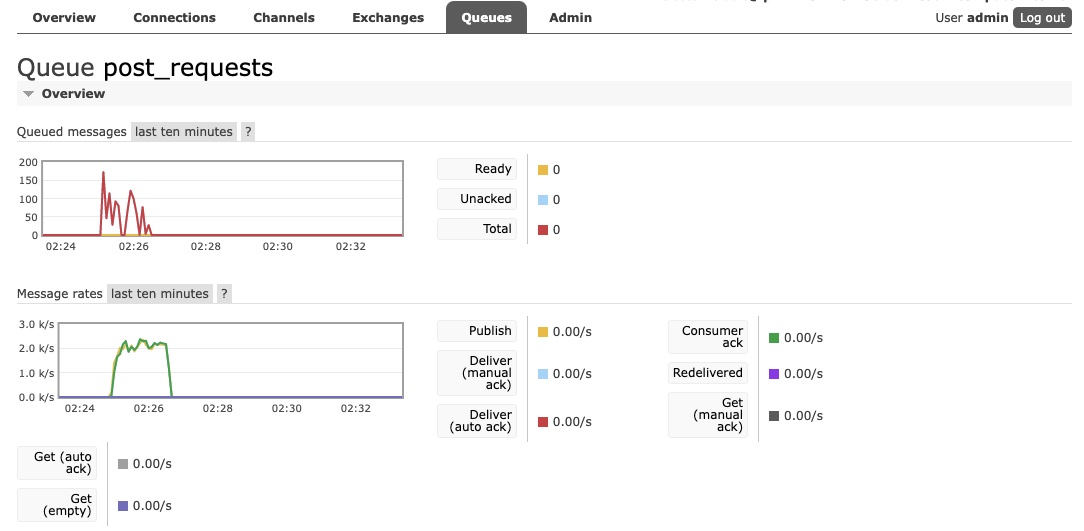 Overview Connections Channels Exchanges Queues Admin User admin Log out
Queue post_requests
Overview
Queued messages last ten minutes ?
200
150
100
50
0
02:24 02:26 02:28 02:30 02:32
Ready 0
Unacked 0
Total 0
Message rates last ten minutes ?
3.0 k/s
2.0 k/s
1.0 k/s
0.0 k/s
02:24 02:26 02:28 02:30 02:32
Publish 0.00/s
Deliver
(manual 0.00/s
ack)
Deliver
(auto ack) 0.00/s
Consumer
ack 0.00/s
Redelivered 0.00/s
Get
(manual 0.00/s
ack)
Get (auto
ack) 0.00/s
Get
(empty) 0.00/s